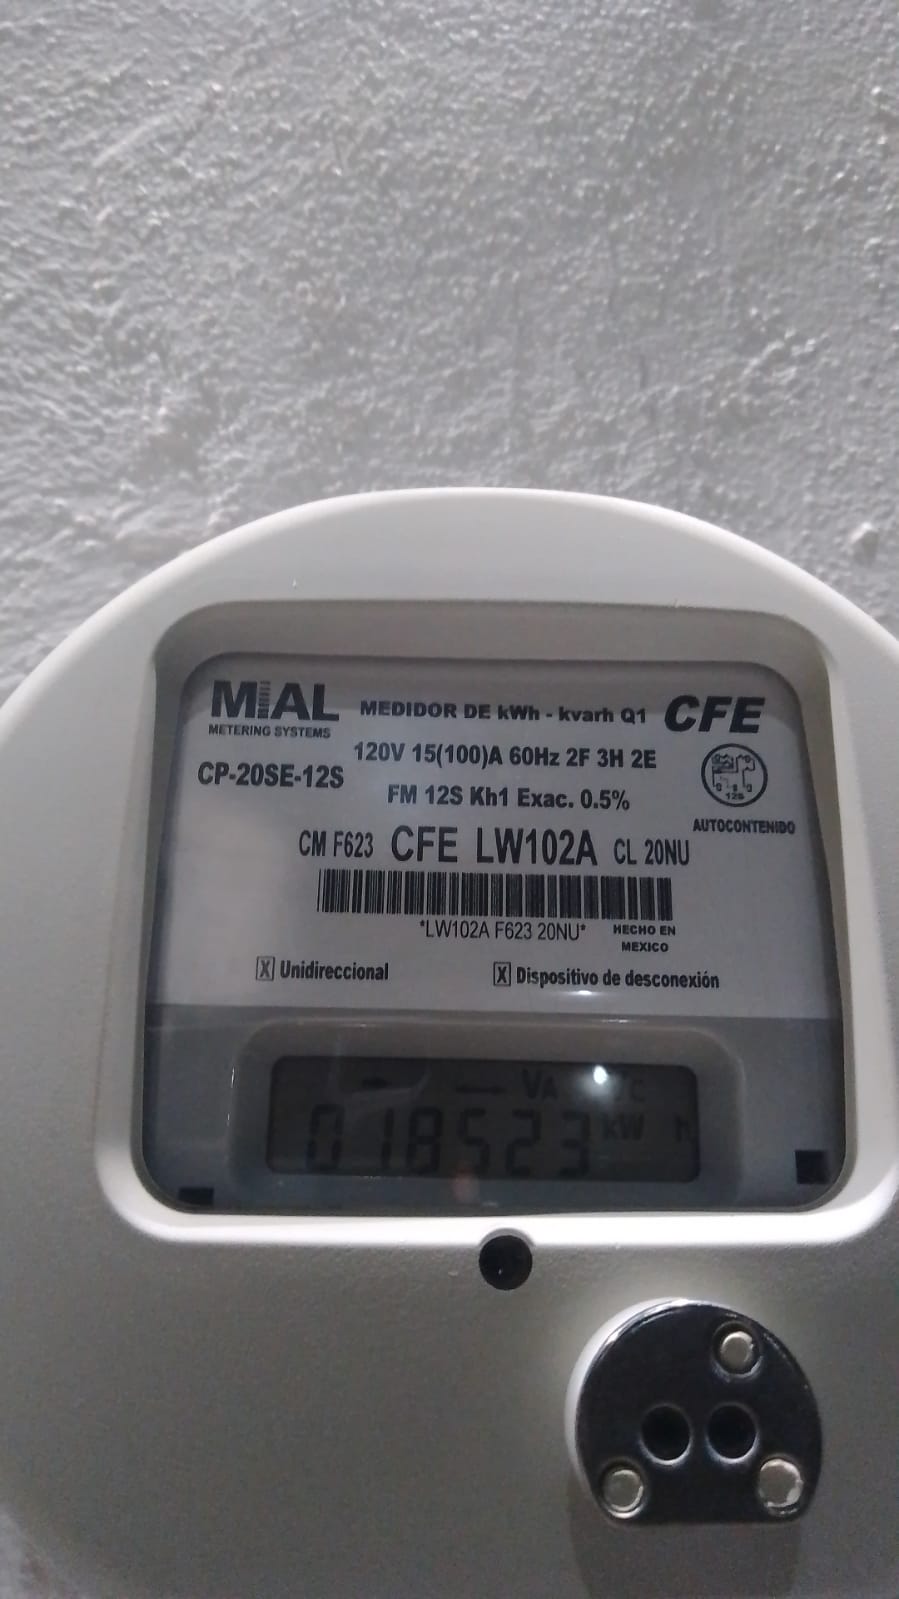 MIAL
METERING SYSTEMS
MEDIDOR DE kWh - kvarh Q1
CFE
120V 15(100)A 60Hz 2F 3H 2E
CP-20SE-12S
FM 12S Kh1 Exac. 0.5%
12S
AUTOCONTENIDO
CM F623 CFE LW102A CL 20NU
*LW102A F623 20NU*
HECHO EN
MEXICO
X Unidireccional
X Dispositivo de desconexión
VA
018523 kW h